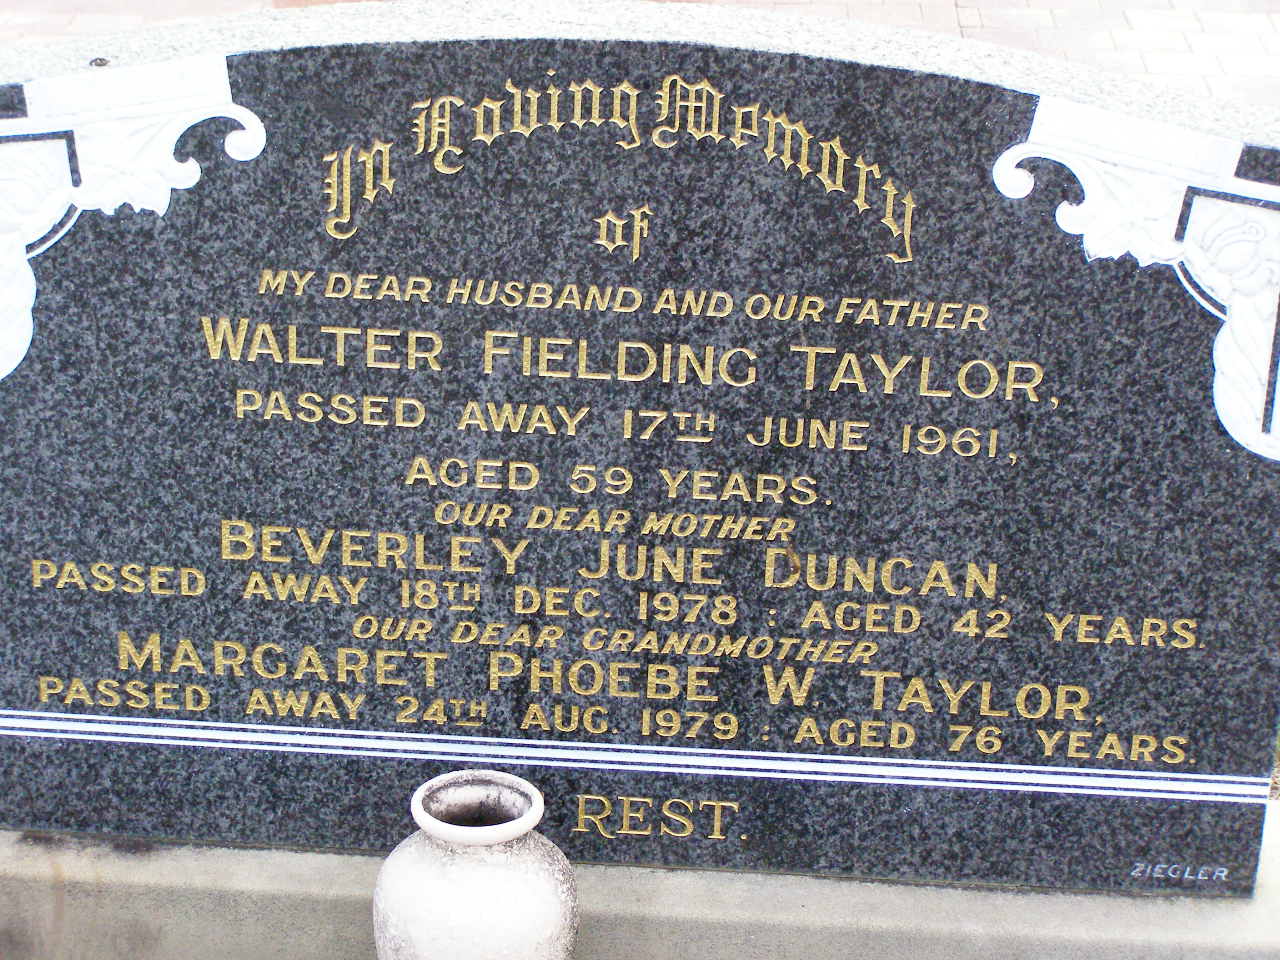 In Loving Memory
of
MY DEAR HUSBAND AND OUR FATHER
WALTER FIELDING TAYLOR,
PASSED AWAY 17TH JUNE 1961,
AGED 59 YEARS.
OUR DEAR MOTHER
BEVERLEY JUNE DUNCAN,
PASSED AWAY 18TH DEC. 1978 : AGED 42 YEARS.
OUR DEAR GRANDMOTHER
MARGARET PHOEBE W. TAYLOR,
PASSED AWAY 24TH AUG. 1979 : AGED 76 YEARS.
REST.
ZIEGLER